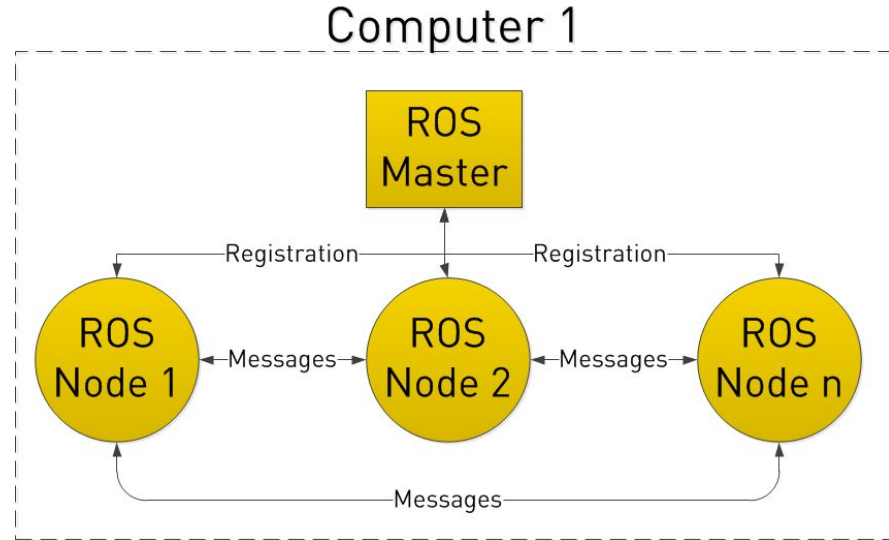 Computer 1
ROS
Master
Registration
Registration
ROS
Node 1
Messages
ROS
Node 2
Messages
ROS
Node n
Messages